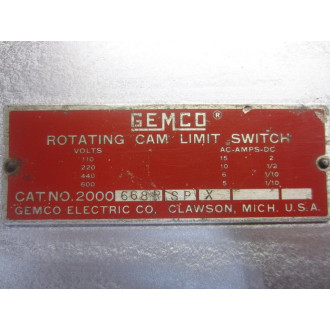 GEMCO ®
ROTATING CAM LIMIT SWITCH
VOLTS AC-AMPS-DC
110 15 2
220 10 1/2
440 6 1/10
600 5 1/10
CAT. NO. 2000 668R SP X
GEMCO ELECTRIC CO., CLAWSON, MICH. U.S.A.